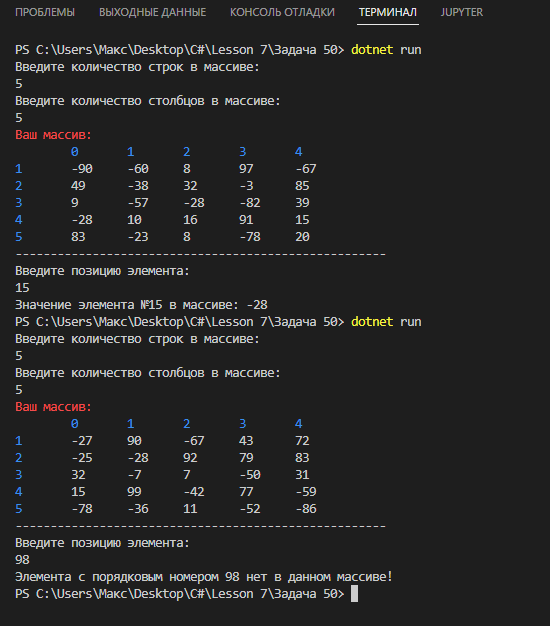 ПРОБЛЕМЫ ВЫХОДНЫЕ ДАННЫЕ КОНСОЛЬ ОТЛАДКИ ТЕРМИНАЛ JUPYTER
PS C:\Users\Макс\Desktop\C#\Lesson 7\Задача 50> dotnet run
Введите количество строк в массиве:
5
Введите количество столбцов в массиве:
5
Ваш массив:
0 1 2 3 4
1 -90 -60 8 97 -67
2 49 -38 32 -3 85
3 9 -57 -28 -82 39
4 -28 10 16 91 15
5 83 -23 8 -78 20
-----------------------------------------------------
Введите позицию элемента:
15
Значение элемента №15 в массиве: -28
PS C:\Users\Макс\Desktop\C#\Lesson 7\Задача 50> dotnet run
Введите количество строк в массиве:
5
Введите количество столбцов в массиве:
5
Ваш массив:
0 1 2 3 4
1 -27 90 -67 43 72
2 -25 -28 92 79 83
3 32 -7 7 -50 31
4 15 99 -42 77 -59
5 -78 -36 11 -52 -86
-----------------------------------------------------
Введите позицию элемента:
98
Элемента с порядковым номером 98 нет в данном массиве!
PS C:\Users\Макс\Desktop\C#\Lesson 7\Задача 50>